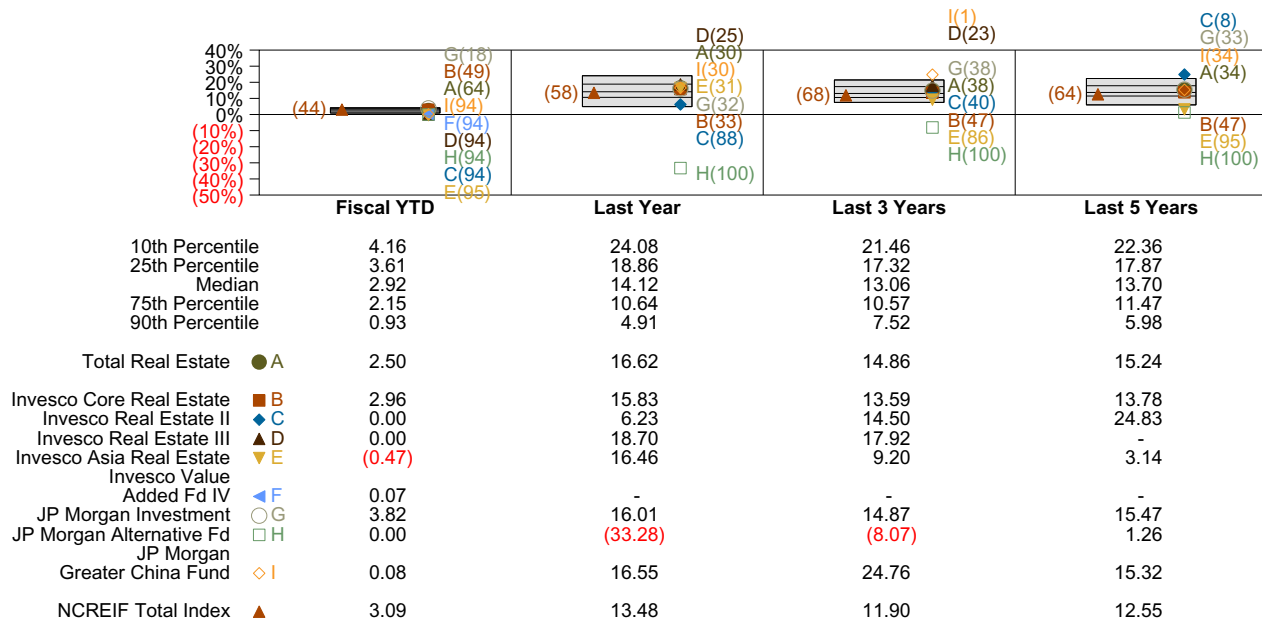 40%
30%
20%
10%
0%
(10%)
(20%)
(30%)
(40%)
(50%)
(44)
G(18)
B(49)
A(64)
I(94)
F(94)
D(94)
H(94)
C(94)
E(95)
(58)
D(25)
A(30)
I(30)
E(31)
G(32)
B(33)
C(88)
H(100)
(68)
I(1)
D(23)
G(38)
A(38)
C(40)
B(47)
E(86)
H(100)
(64)
C(8)
G(33)
I(34)
A(34)
B(47)
E(95)
H(100)
Fiscal YTD Last Year Last 3 Years Last 5 Years
10th Percentile 4.16 24.08 21.46 22.36
25th Percentile 3.61 18.86 17.32 17.87
Median 2.92 14.12 13.06 13.70
75th Percentile 2.15 10.64 10.57 11.47
90th Percentile 0.93 4.91 7.52 5.98
Total Real Estate A 2.50 16.62 14.86 15.24
Invesco Core Real Estate B 2.96 15.83 13.59 13.78
Invesco Real Estate II C 0.00 6.23 14.50 24.83
Invesco Real Estate III D 0.00 18.70 17.92 -
Invesco Asia Real Estate E (0.47) 16.46 9.20 3.14
Invesco Value
Added Fd IV F 0.07 - - -
JP Morgan Investment G 3.82 16.01 14.87 15.47
JP Morgan Alternative Fd H 0.00 (33.28) (8.07) 1.26
JP Morgan
Greater China Fund I 0.08 16.55 24.76 15.32
NCREIF Total Index 3.09 13.48 11.90 12.55